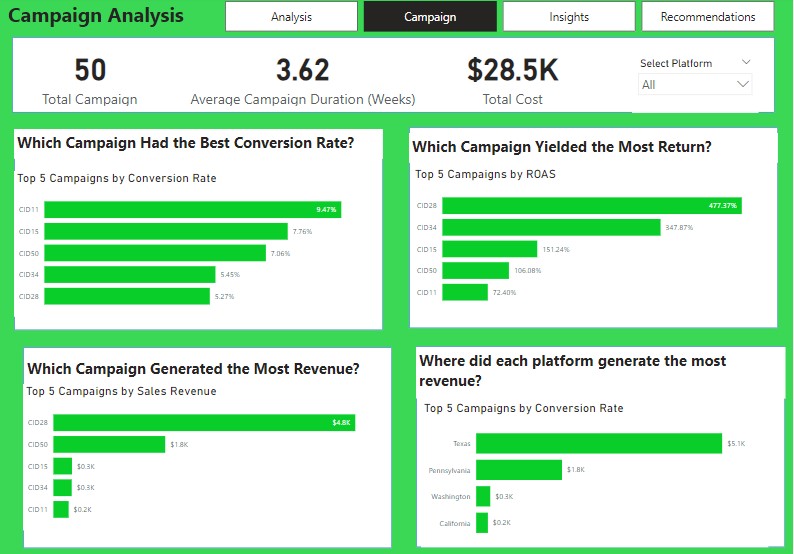 Campaign Analysis
Analysis
Campaign
Insights
Recommendations
50
Total Campaign
3.62
Average Campaign Duration (Weeks)
$28.5K
Total Cost
Select Platform
All
Which Campaign Had the Best Conversion Rate?
Top 5 Campaigns by Conversion Rate
CID11 9.47%
CID15 7.76%
CID50 7.06%
CID34 5.45%
CID28 5.27%
Which Campaign Yielded the Most Return?
Top 5 Campaigns by ROAS
CID28 477.37%
CID34 347.87%
CID15 151.24%
CID50 106.08%
CID11 72.40%
Which Campaign Generated the Most Revenue?
Top 5 Campaigns by Sales Revenue
CID28 $4.8K
CID50 $1.8K
CID15 $0.3K
CID34 $0.3K
CID11 $0.2K
Where did each platform generate the most
revenue?
Top 5 Campaigns by Conversion Rate
Texas $5.1K
Pennsylvania $1.8K
Washington $0.3K
California $0.2K